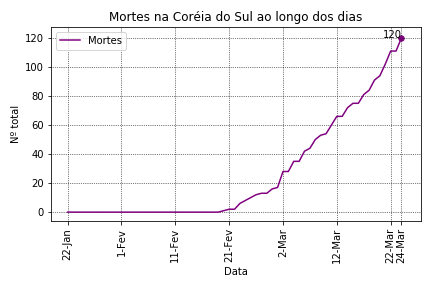 Mortes na Coréia do Sul ao longo dos dias
Mortes
120
Nº total
120
100
80
60
40
20
0
22-Jan
1-Fev
11-Fev
21-Fev
2-Mar
12-Mar
22-Mar
24-Mar
Data